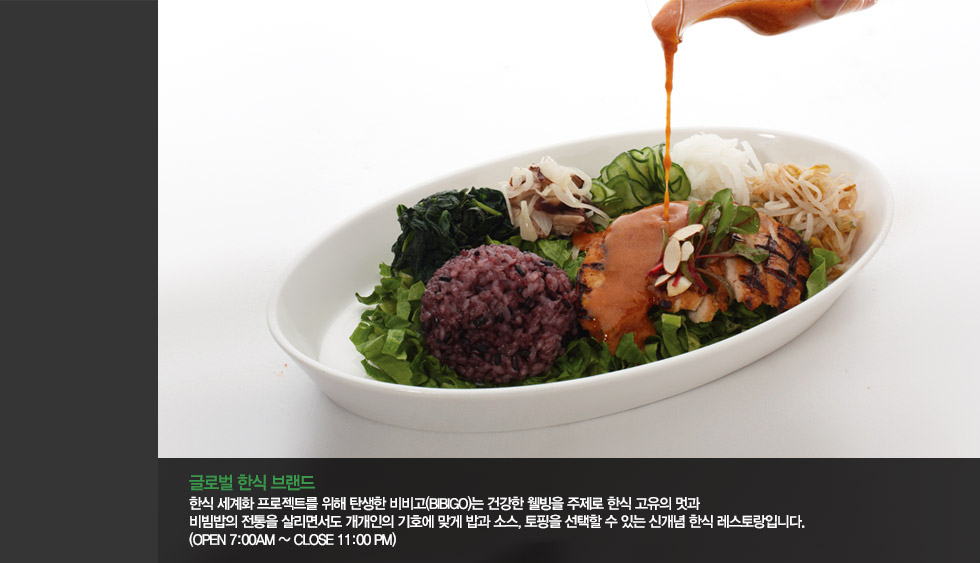 글로벌 한식 브랜드
한식 세계화 프로젝트를 위해 탄생한 비비고(BIBIGO)는 건강한 웰빙을 주제로 한식 고유의 멋과
비빔밥의 전통을 살리면서도 개개인의 기호에 맞게 밥과 소스, 토핑을 선택할 수 있는 신개념 한식 레스토랑입니다.
(OPEN 7:00AM ~ CLOSE 11:00 PM)